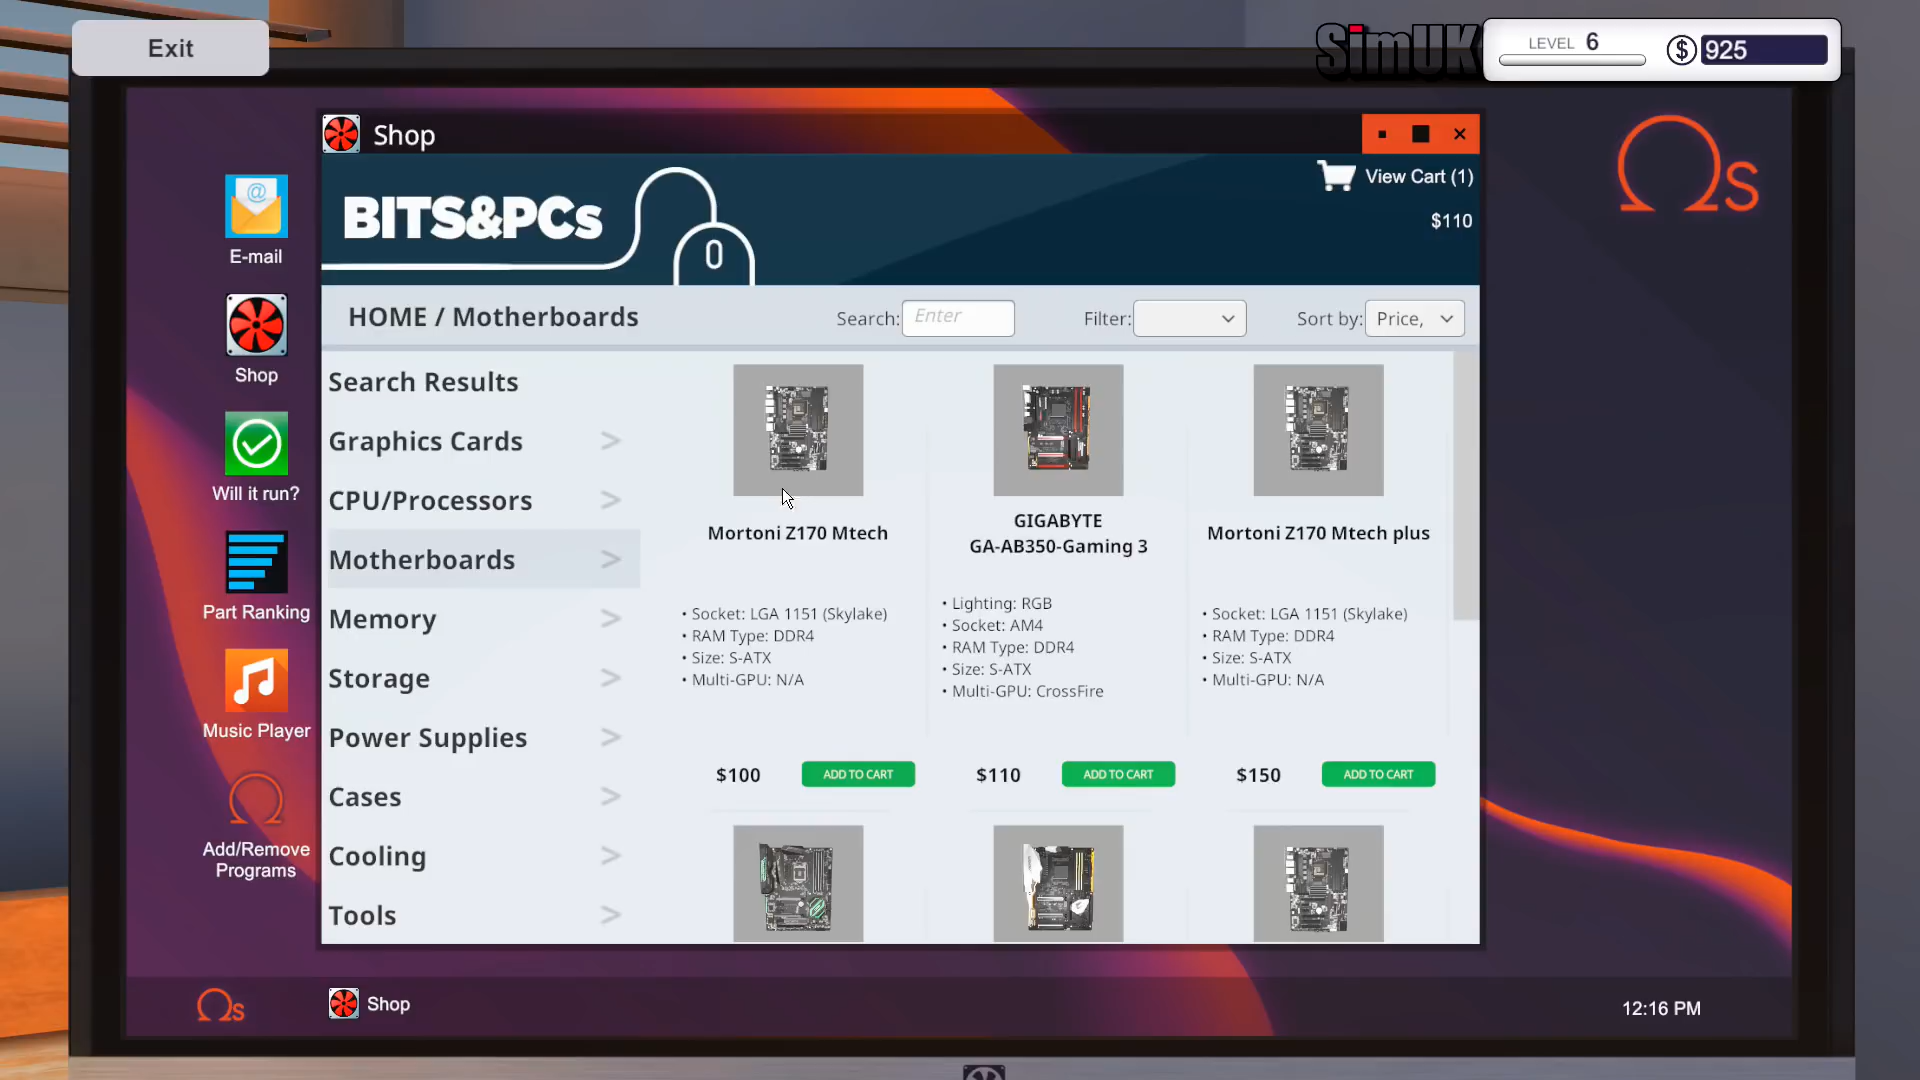 Exit
SimUK
LEVEL 6
$ 925
Shop
View Cart (1)
$110
BITS&PCs
HOME / Motherboards
Search: Enter
Filter:
Sort by: Price,
E-mail
Shop
Will it run?
Part Ranking
Music Player
Add/Remove
Programs
Search Results
Graphics Cards >
CPU/Processors >
Motherboards >
Memory >
Storage >
Power Supplies >
Cases >
Cooling >
Tools >
Mortoni Z170 Mtech
• Socket: LGA 1151 (Skylake)
• RAM Type: DDR4
• Size: S-ATX
• Multi-GPU: N/A
$100 ADD TO CART
GIGABYTE
GA-AB350-Gaming 3
• Lighting: RGB
• Socket: AM4
• RAM Type: DDR4
• Size: S-ATX
• Multi-GPU: CrossFire
$110 ADD TO CART
Mortoni Z170 Mtech plus
• Socket: LGA 1151 (Skylake)
• RAM Type: DDR4
• Size: S-ATX
• Multi-GPU: N/A
$150 ADD TO CART
Ωs
Ωs
Shop
12:16 PM